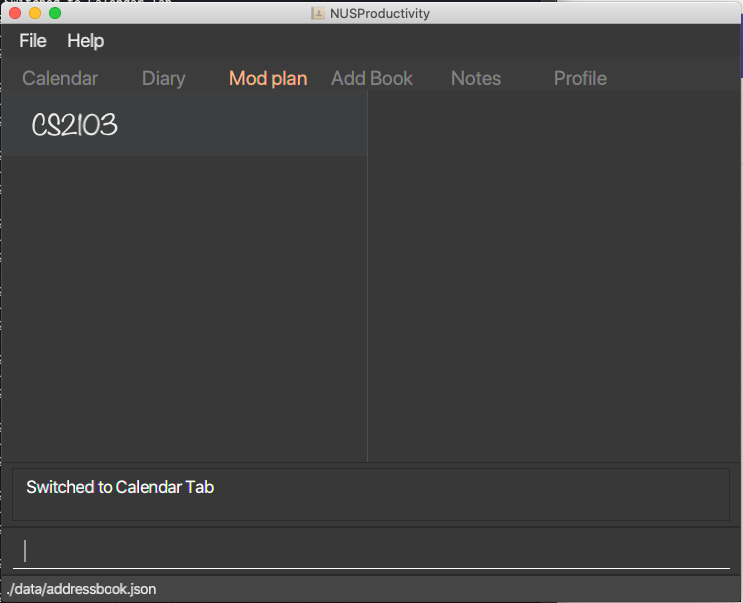 NUSProductivity
File Help
Calendar Diary Mod plan Add Book Notes Profile
CS2103
Switched to Calendar Tab
./data/addressbook.json